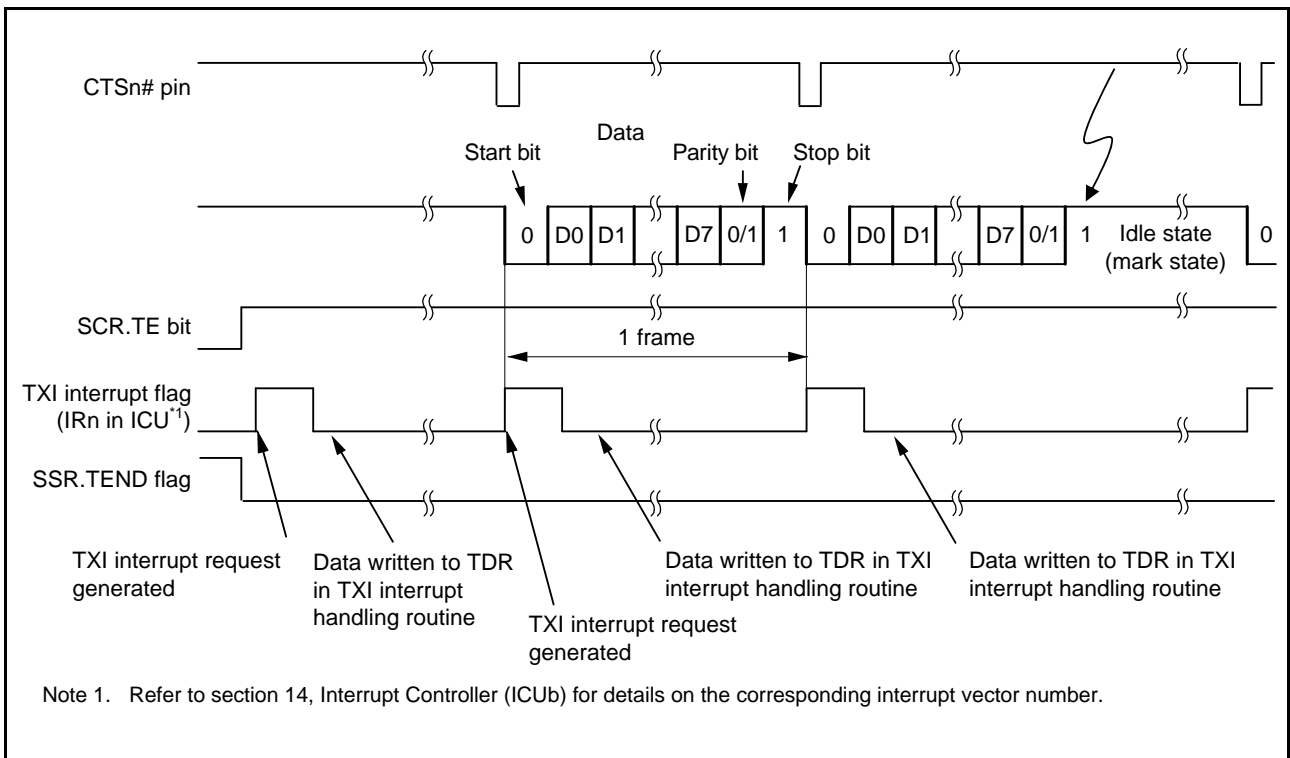 CTSn# pin
Data
Start bit
Parity bit
Stop bit
0
D0
D1
D7
0/1
1
0
D0
D1
D7
0/1
1
Idle state
(mark state)
0
SCR.TE bit
1 frame
TXI interrupt flag
(IRn in ICU*1)
SSR.TEND flag
TXI interrupt request
generated
Data written to TDR
in TXI interrupt
handling routine
TXI interrupt request
generated
Data written to TDR in TXI
interrupt handling routine
Data written to TDR in TXI
interrupt handling routine
Note 1. Refer to section 14, Interrupt Controller (ICUb) for details on the corresponding interrupt vector number.